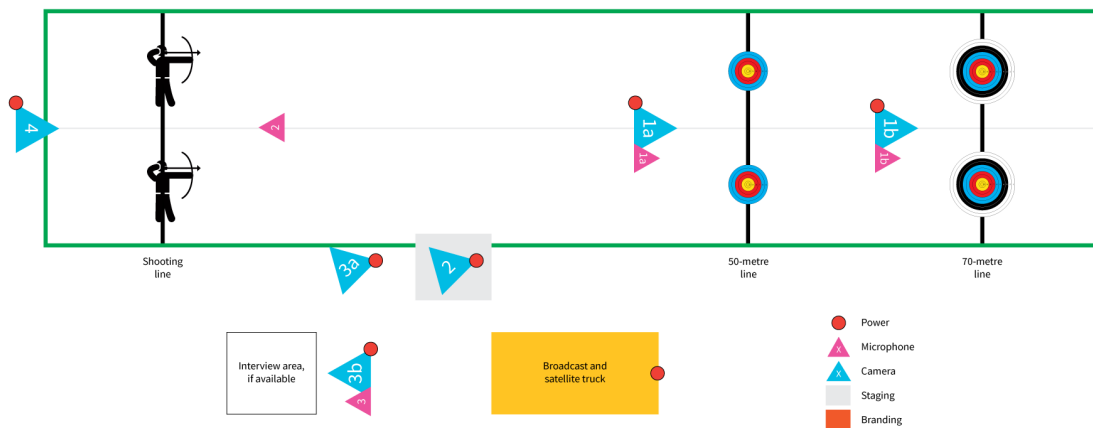 4
2
1a
1a
1b
1b
Shooting
line
50-metre
line
70-metre
line
3a
2
Interview area,
if available
3b
3
Broadcast and
satellite truck
Power
X
Microphone
X
Camera
Staging
Branding